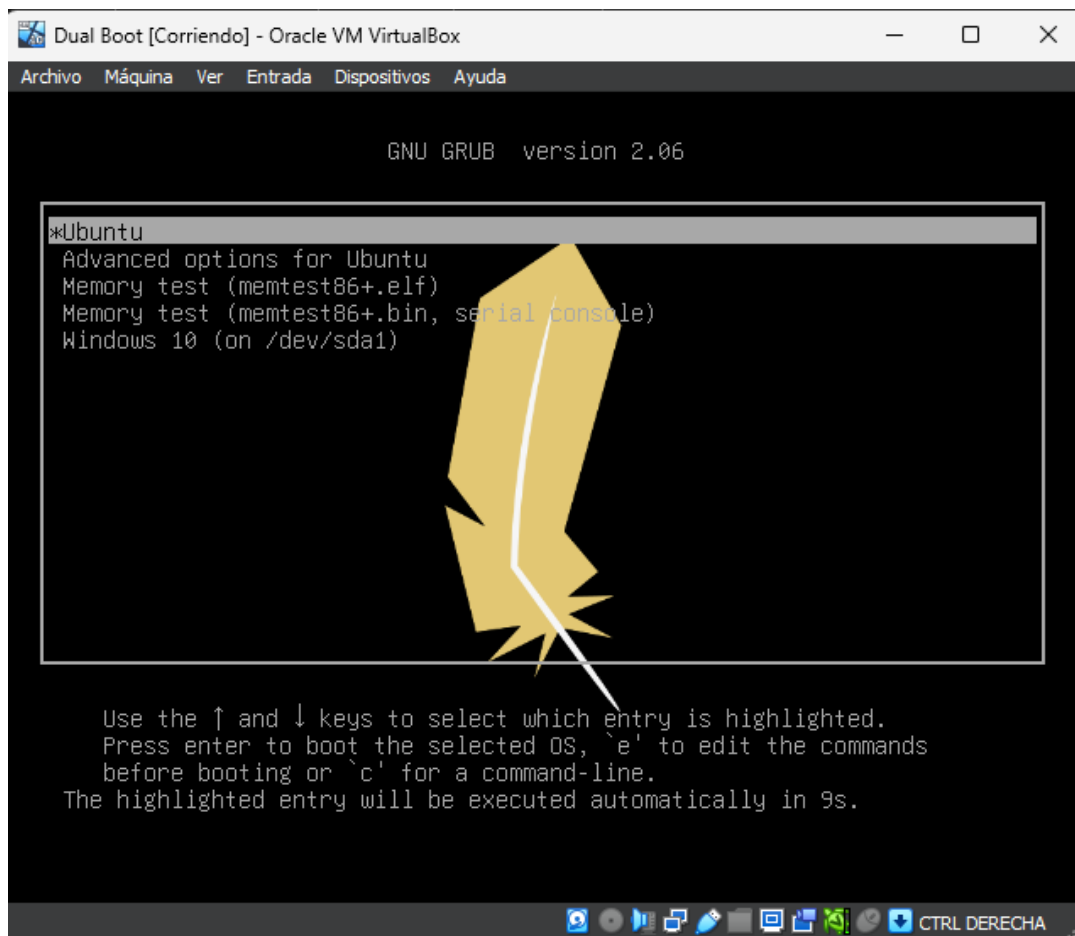 Dual Boot [Corriendo] - Oracle VM VirtualBox
Archivo Máquina Ver Entrada Dispositivos Ayuda
GNU GRUB version 2.06
*Ubuntu
Advanced options for Ubuntu
Memory test (memtest86+.elf)
Memory test (memtest86+.bin, serial console)
Windows 10 (on /dev/sda1)
Use the ↑ and ↓ keys to select which entry is highlighted.
Press enter to boot the selected OS, `e' to edit the commands
before booting or `c' for a command-line.
The highlighted entry will be executed automatically in 9s.
CTRL DERECHA